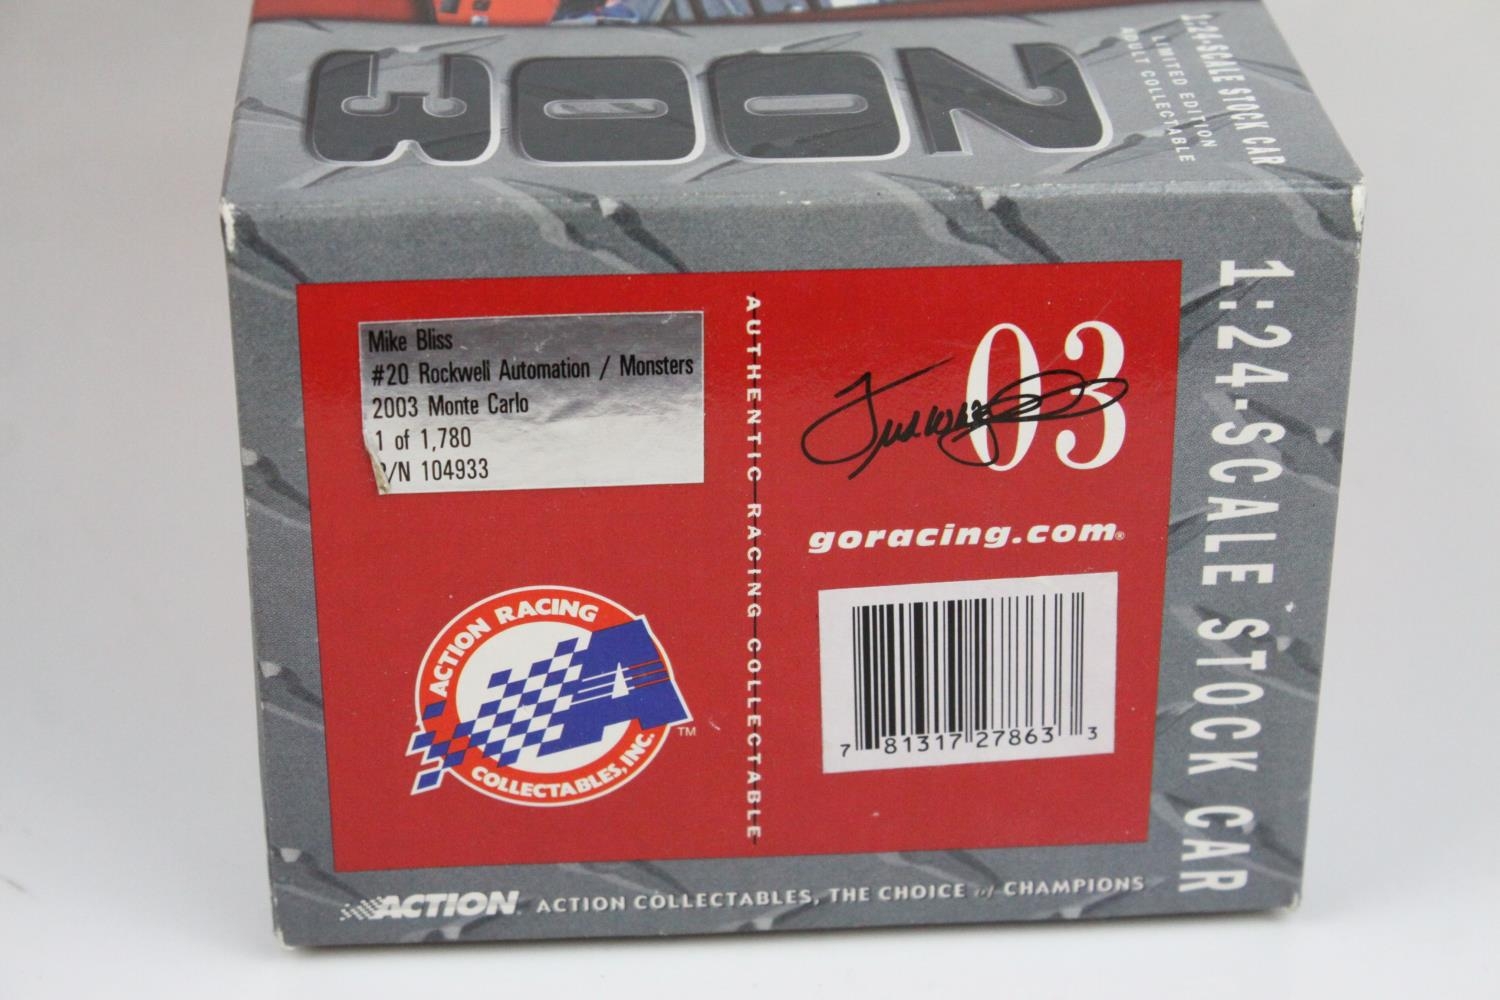 2003
1:24-SCALE STOCK CAR
LIMITED EDITION
ADULT COLLECTABLE
Mike Bliss
#20 Rockwell Automation / Monsters
2003 Monte Carlo
1 of 1,780
P/N 104933
AUTHENTIC RACING COLLECTABLE
03
goracing.com®
7 81317 27863 3
ACTION RACING
COLLECTABLES, INC.
A
TM
1:24-SCALE STOCK CAR
ACTION ACTION COLLECTABLES, THE CHOICE of CHAMPIONS